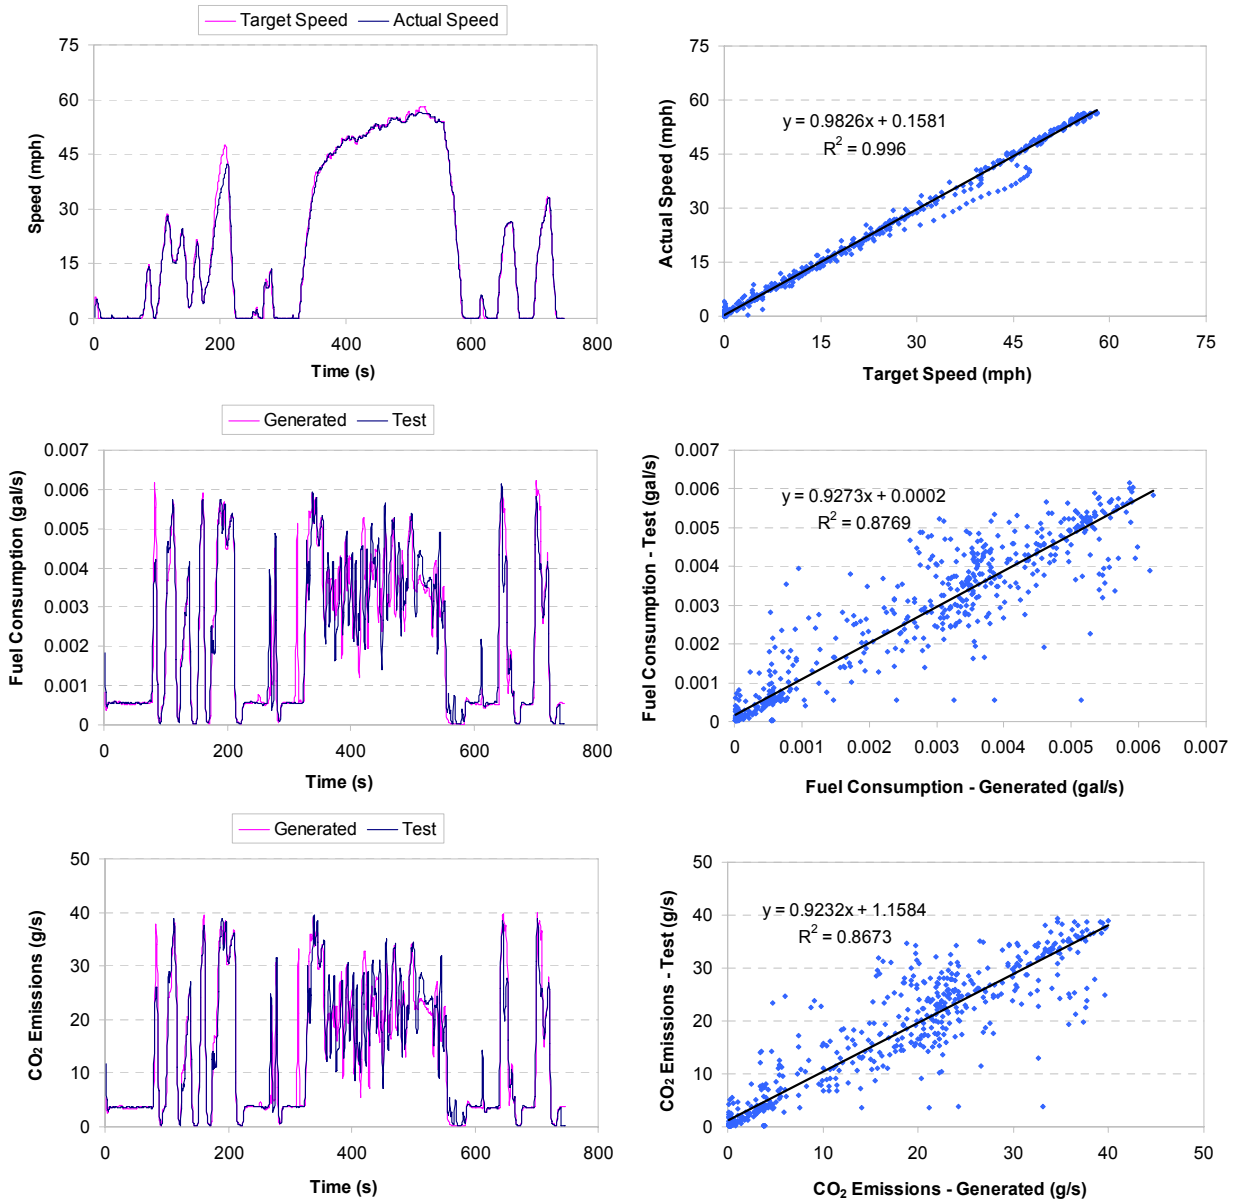 Target Speed Actual Speed
75
60
45
30
15
0
Speed (mph)
0 200 400 600 800
Time (s)
75
60
45
30
15
0
Actual Speed (mph)
y = 0.9826x + 0.1581
R² = 0.996
0 15 30 45 60 75
Target Speed (mph)
Generated Test
0.007
0.006
0.005
0.004
0.003
0.002
0.001
0
Fuel Consumption (gal/s)
0 200 400 600 800
Time (s)
0.007
0.006
0.005
0.004
0.003
0.002
0.001
0
Fuel Consumption - Test (gal/s)
y = 0.9273x + 0.0002
R² = 0.8769
0 0.001 0.002 0.003 0.004 0.005 0.006 0.007
Fuel Consumption - Generated (gal/s)
Generated Test
50
40
30
20
10
0
CO₂ Emissions (g/s)
0 200 400 600 800
Time (s)
50
40
30
20
10
0
CO₂ Emissions - Test (g/s)
y = 0.9232x + 1.1584
R² = 0.8673
0 10 20 30 40 50
CO₂ Emissions - Generated (g/s)